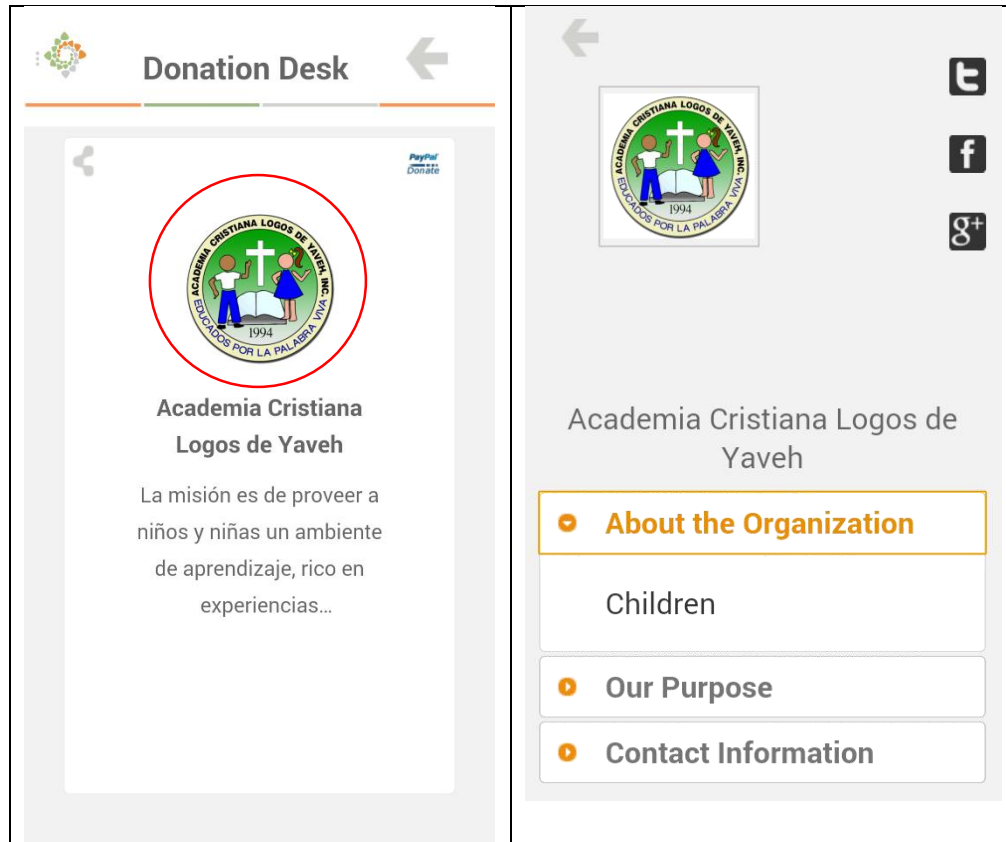 Donation Desk
PayPal
Donate
ACADEMIA CRISTIANA LOGOS DE YAVEH, INC.
1994
EDUCADOS POR LA PALABRA VIVA
Academia Cristiana
Logos de Yaveh
La misión es de proveer a
niños y niñas un ambiente
de aprendizaje, rico en
experiencias...
t
f
g+
ACADEMIA CRISTIANA LOGOS DE YAVEH, INC.
1994
EDUCADOS POR LA PALABRA VIVA
Academia Cristiana Logos de
Yaveh
About the Organization
Children
Our Purpose
Contact Information